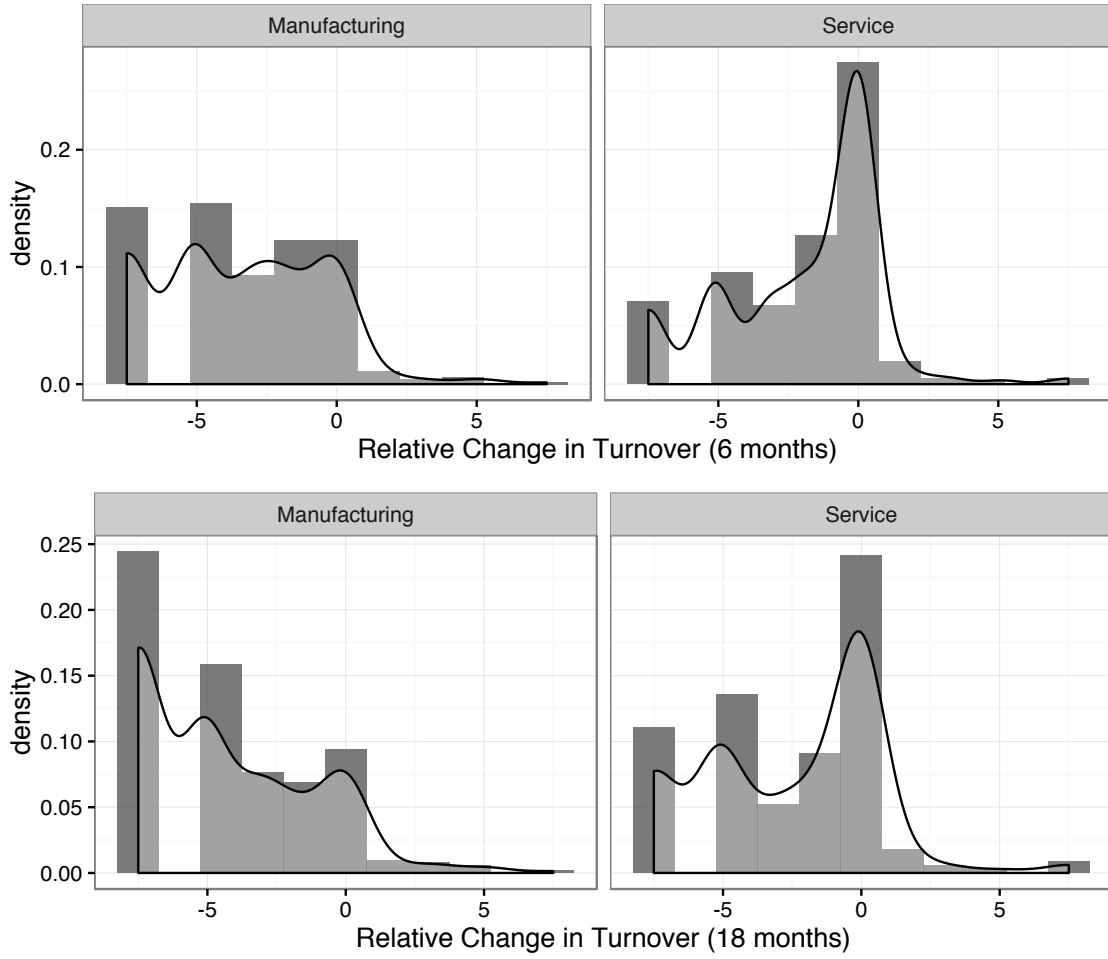 Manufacturing Service
0.2
0.1
0.0
density
-5 0 5 -5 0 5
Relative Change in Turnover (6 months)
Manufacturing Service
0.25
0.20
0.15
0.10
0.05
0.00
density
-5 0 5 -5 0 5
Relative Change in Turnover (18 months)